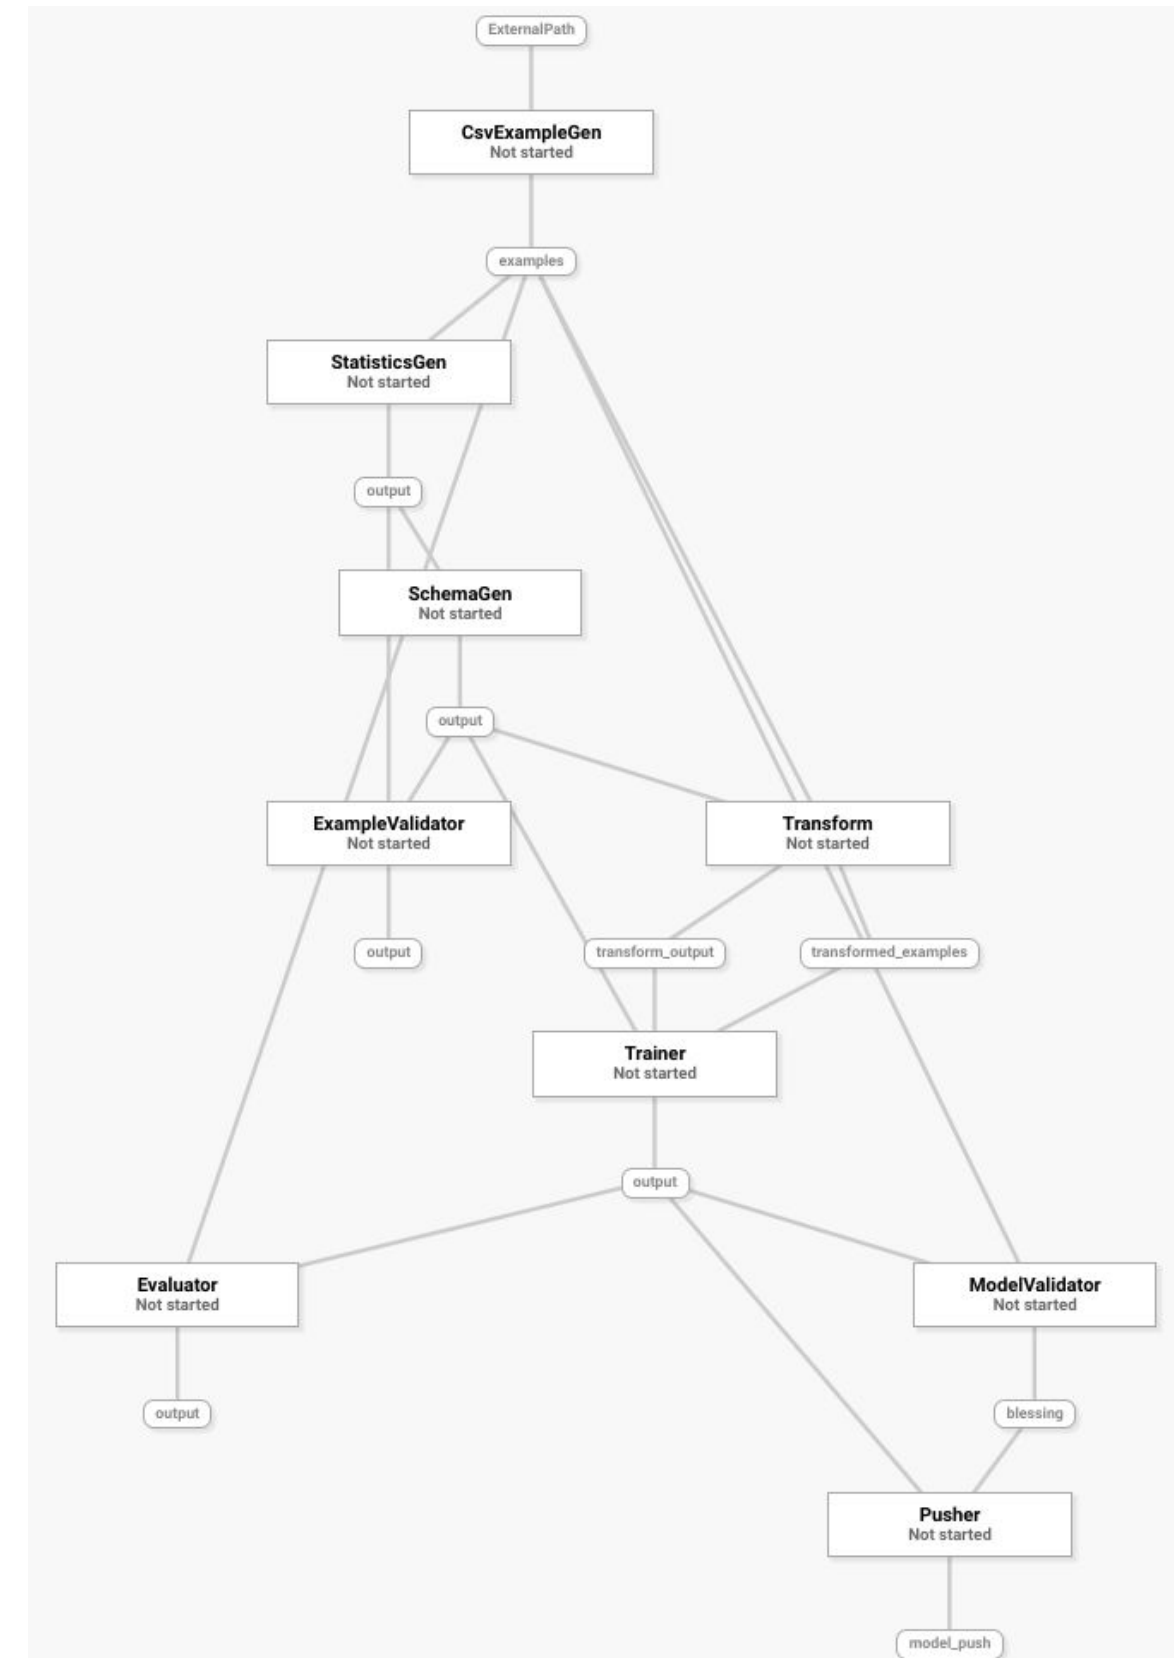 ExternalPath
CsvExampleGen
Not started
examples
StatisticsGen
Not started
output
SchemaGen
Not started
output
ExampleValidator
Not started
Transform
Not started
output
transform_output
transformed_examples
Trainer
Not started
output
Evaluator
Not started
ModelValidator
Not started
output
blessing
Pusher
Not started
model_push